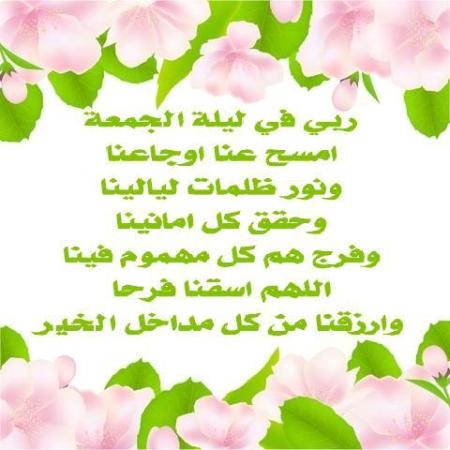 ربي في ليلة الجمعة
امسح عنا اوجاعنا
ونور ظلمات ليالينا
وحقق كل امانينا
وفرج هم كل مهموم فينا
اللهم اسقنا فرحا
وارزقنا من كل مداخل الخير